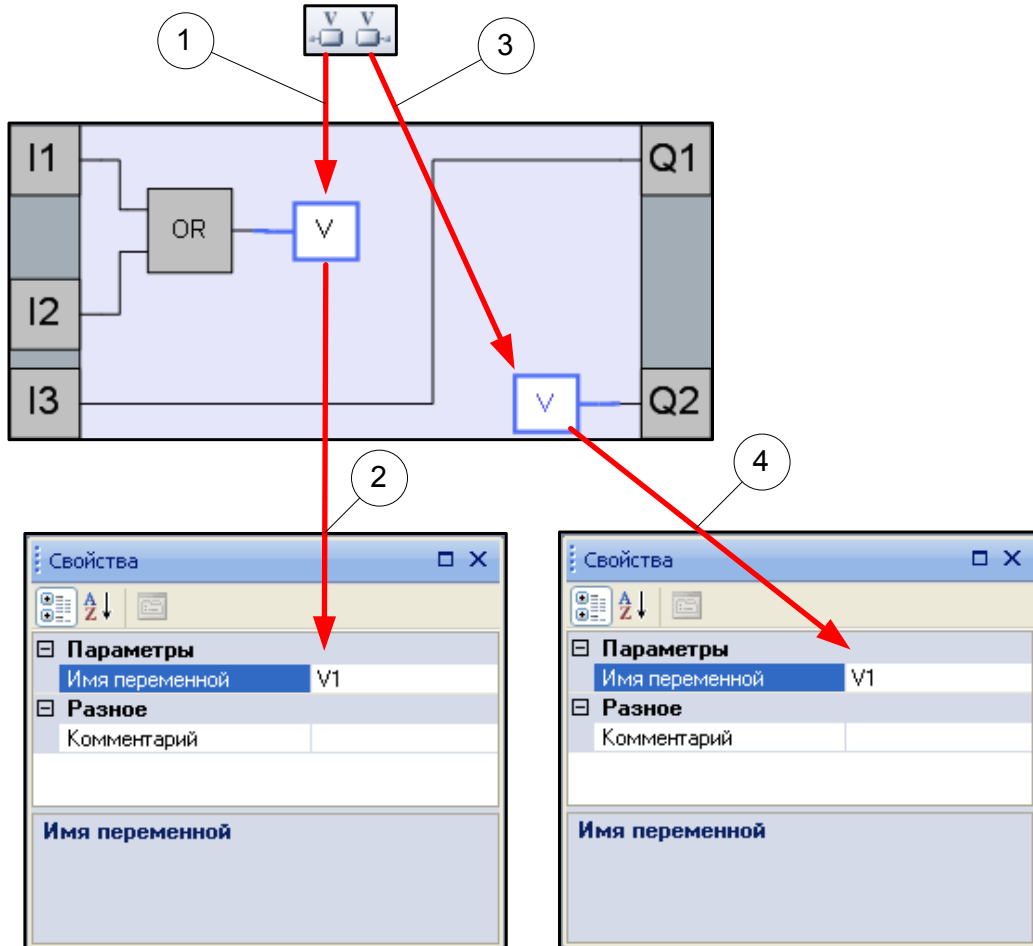 V V
1
3
I1
Q1
OR
V
I2
I3
V
Q2
2
4
Свойства
A
Z
Параметры
Имя переменной V1
Разное
Комментарий
Имя переменной
Свойства
A
Z
Параметры
Имя переменной V1
Разное
Комментарий
Имя переменной